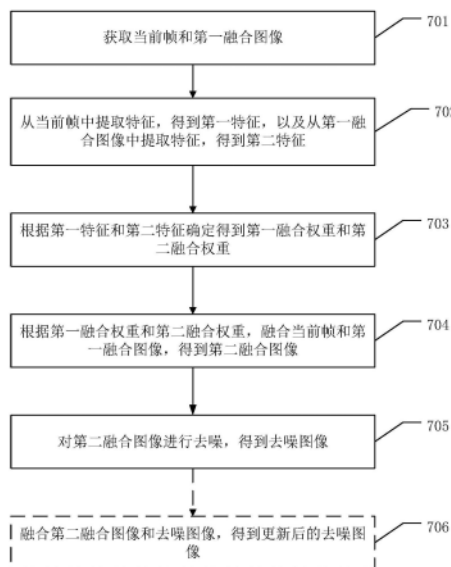 获取当前帧和第一融合图像
701
从当前帧中提取特征，得到第一特征，以及从第一融
合图像中提取特征，得到第二特征
702
根据第一特征和第二特征确定得到第一融合权重和第
二融合权重
703
根据第一融合权重和第二融合权重，融合当前帧和第
一融合图像，得到第二融合图像
704
对第二融合图像进行去噪，得到去噪图像
705
融合第二融合图像和去噪图像，得到更新后的去噪图
像
706